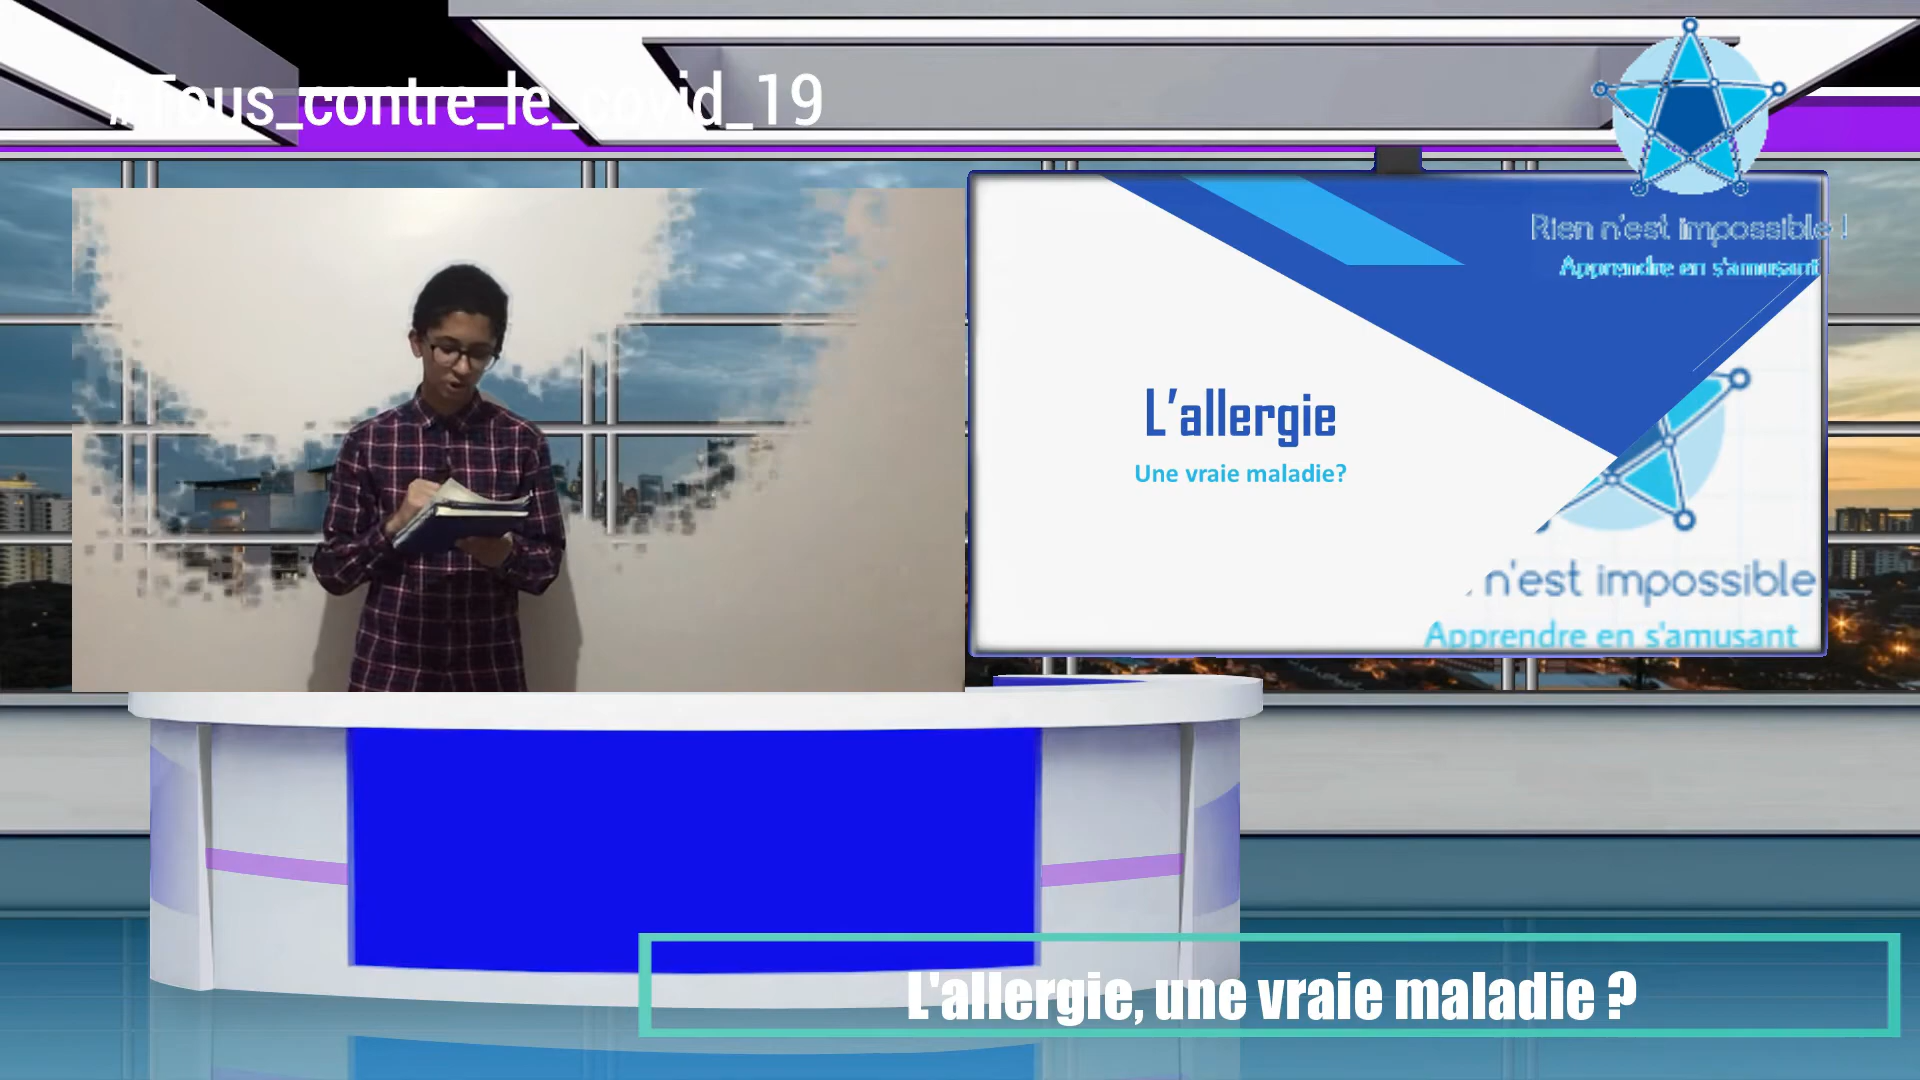 #Tous_contre_le_covid_19
Rien n'est impossible !
Apprendre en s'amusant
L'allergie
Une vraie maladie?
n'est impossible
Apprendre en s'amusant
L'allergie, une vraie maladie ?